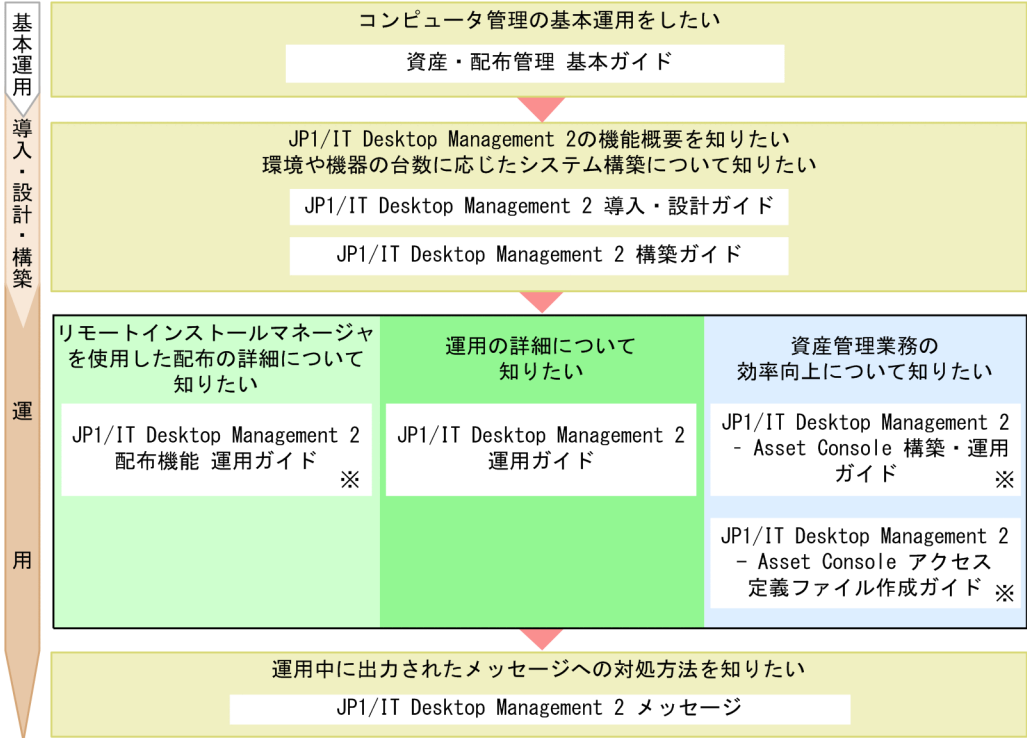 基本運用
コンピュータ管理の基本運用をしたい
資産・配布管理 基本ガイド
導入・設計・構築
JP1/IT Desktop Management 2の機能概要を知りたい
環境や機器の台数に応じたシステム構築について知りたい
JP1/IT Desktop Management 2 導入・設計ガイド
JP1/IT Desktop Management 2 構築ガイド
運用
リモートインストールマネージャ
を使用した配布の詳細について
知りたい
JP1/IT Desktop Management 2
配布機能 運用ガイド
※
運用の詳細について
知りたい
JP1/IT Desktop Management 2
運用ガイド
資産管理業務の
効率向上について知りたい
JP1/IT Desktop Management 2
- Asset Console 構築・運用
ガイド
※
JP1/IT Desktop Management 2
- Asset Console アクセス
定義ファイル作成ガイド
※
運用中に出力されたメッセージへの対処方法を知りたい
JP1/IT Desktop Management 2 メッセージ